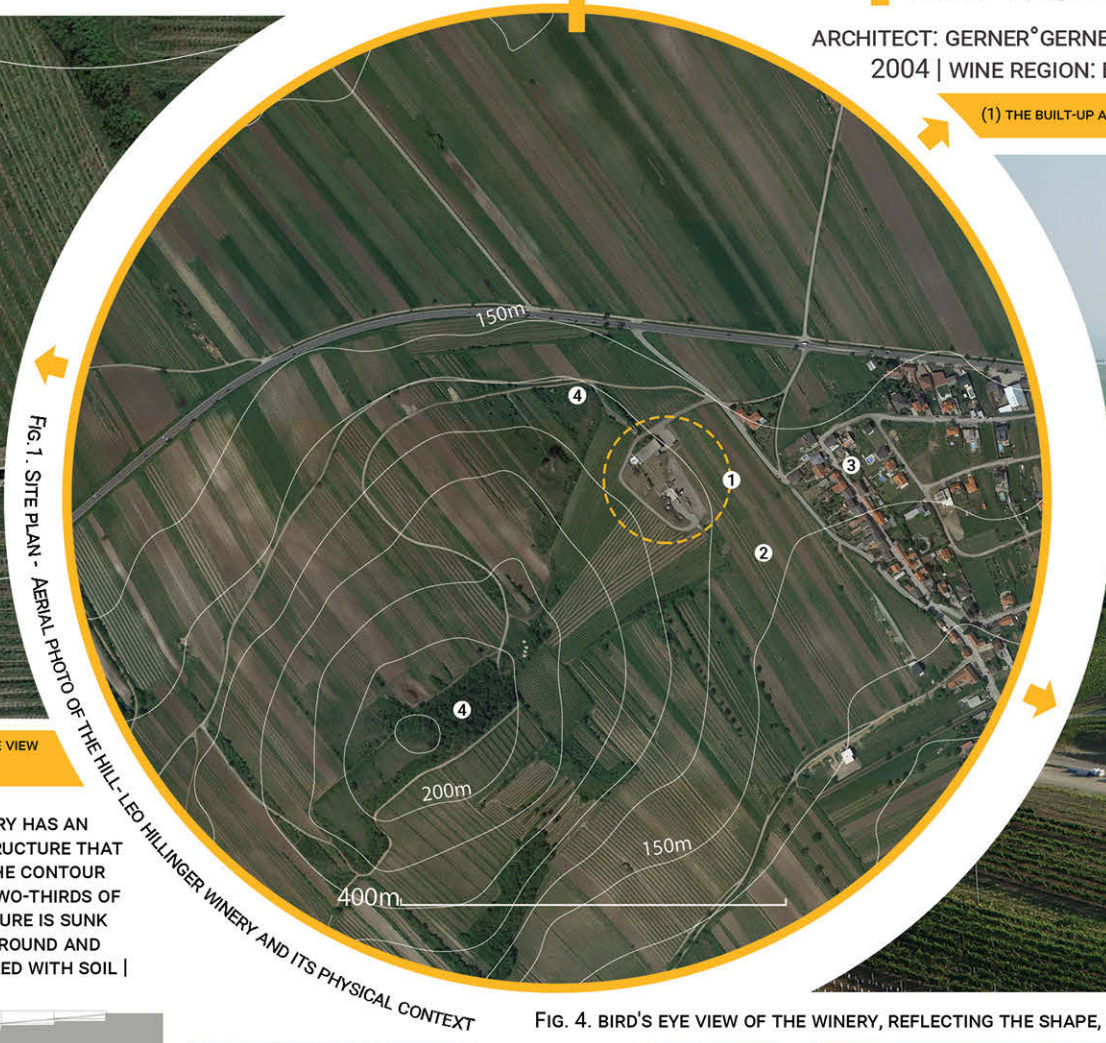 ARCHITECT: GERNER°GERNE
2004 | WINE REGION:
(1) THE BUILT-UP A
150m
4
1
3
2
4
200m
150m
400m
FIG.1. SITE PLAN - AERIAL PHOTO OF THE HILL- LEO HILLINGER WINERY AND ITS PHYSICAL CONTEXT
VIEW
RY HAS AN
RUCTURE THAT
HE CONTOUR
WO-THIRDS OF
URE IS SUNK
ROUND AND
RED WITH SOIL |
FIG. 4. BIRD'S EYE VIEW OF THE WINERY, REFLECTING THE SHAPE,